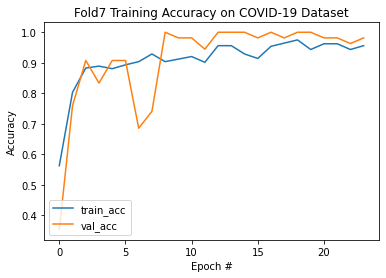 Fold7 Training Accuracy on COVID-19 Dataset
1.0
0.9
0.8
0.7
0.6
0.5
0.4
Accuracy
train_acc
val_acc
0 5 10 15 20
Epoch #